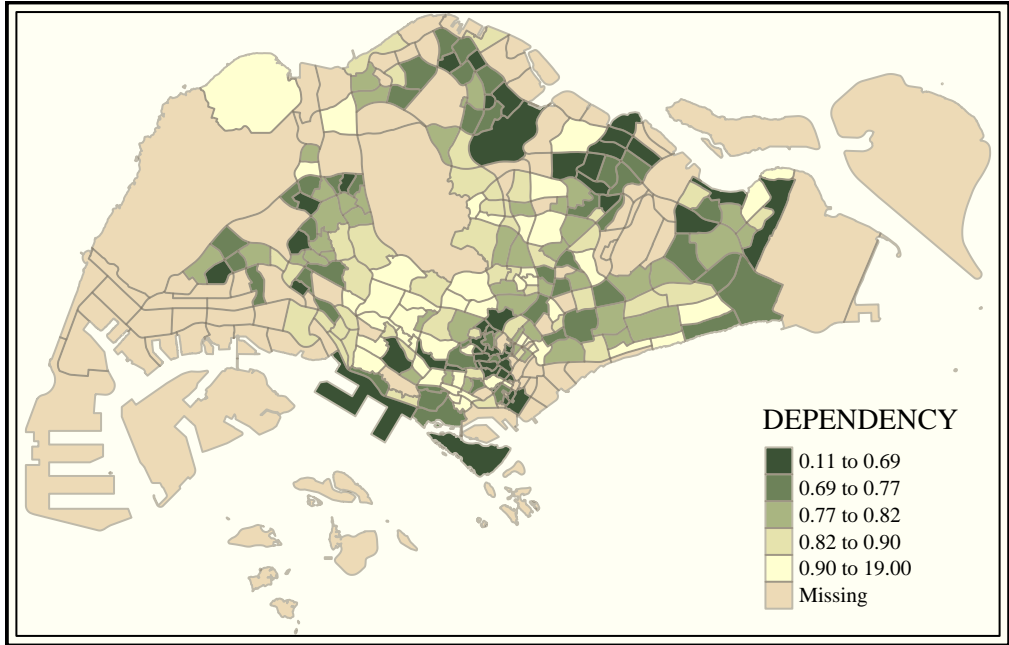 DEPENDENCY
0.11 to 0.69
0.69 to 0.77
0.77 to 0.82
0.82 to 0.90
0.90 to 19.00
Missing